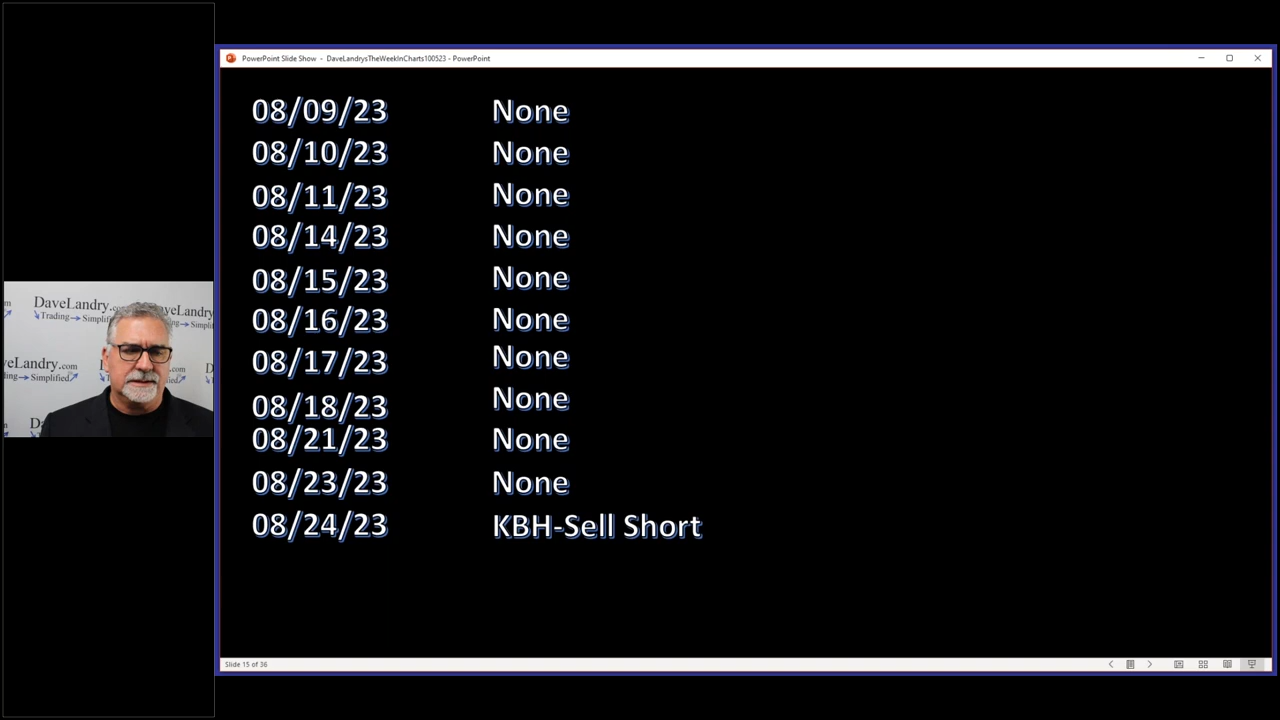 PowerPoint Slide Show - DaveLandrysTheWeekInCharts100523 - PowerPoint
08/09/23 None
08/10/23 None
08/11/23 None
08/14/23 None
08/15/23 None
08/16/23 None
08/17/23 None
08/18/23 None
08/21/23 None
08/23/23 None
08/24/23 KBH-Sell Short
DaveLandry.com
Trading Simplified
veLandry.com
Simplified
Slide 15 of 36